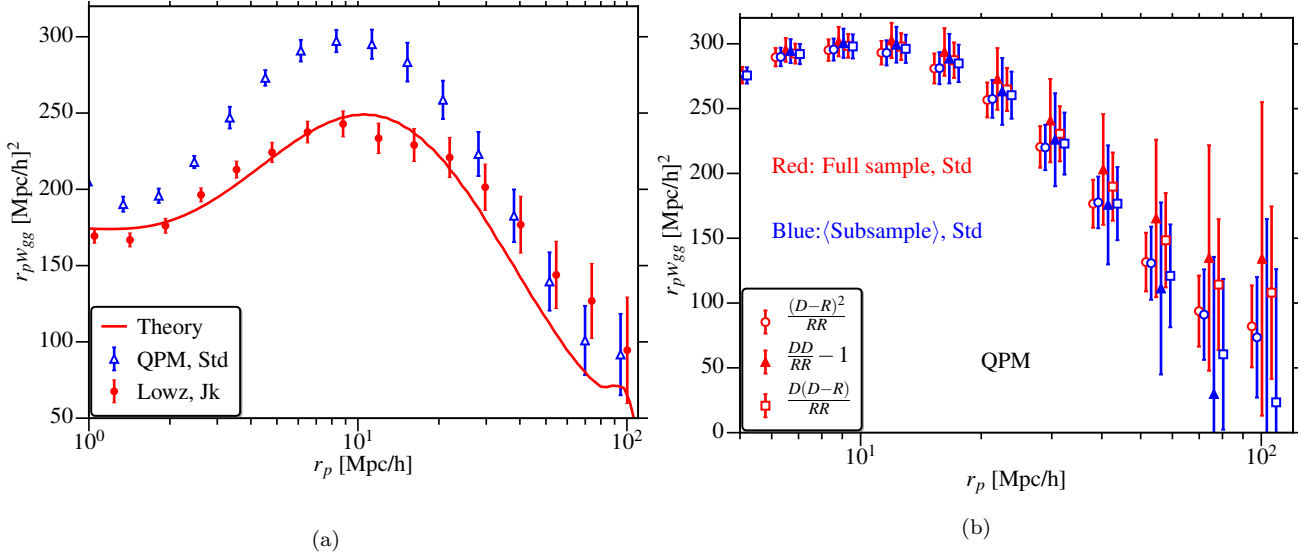 r_p w_gg [Mpc/h]^2
300
250
200
150
100
50
Theory
QPM, Std
Lowz, Jk
10^0
10^1
10^2
r_p [Mpc/h]
(a)
r_p w_gg [Mpc/h]^2
300
250
200
150
100
50
0
Red: Full sample, Std
Blue:⟨Subsample⟩, Std
(D−R)^2/RR
DD/RR − 1
D(D−R)/RR
QPM
10^1
10^2
r_p [Mpc/h]
(b)